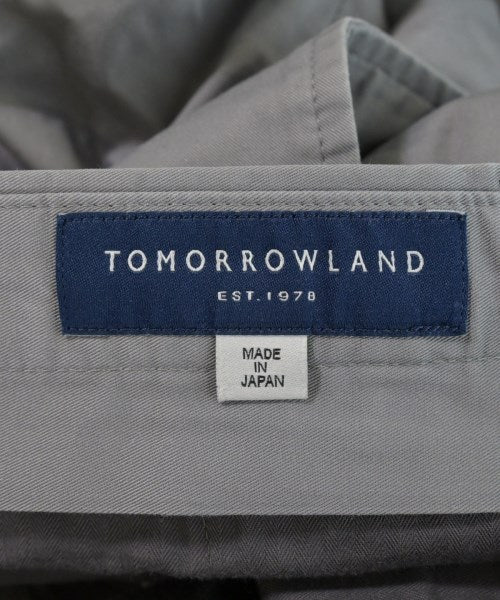 TOMORROWLAND
EST. 1978
MADE
IN
JAPAN